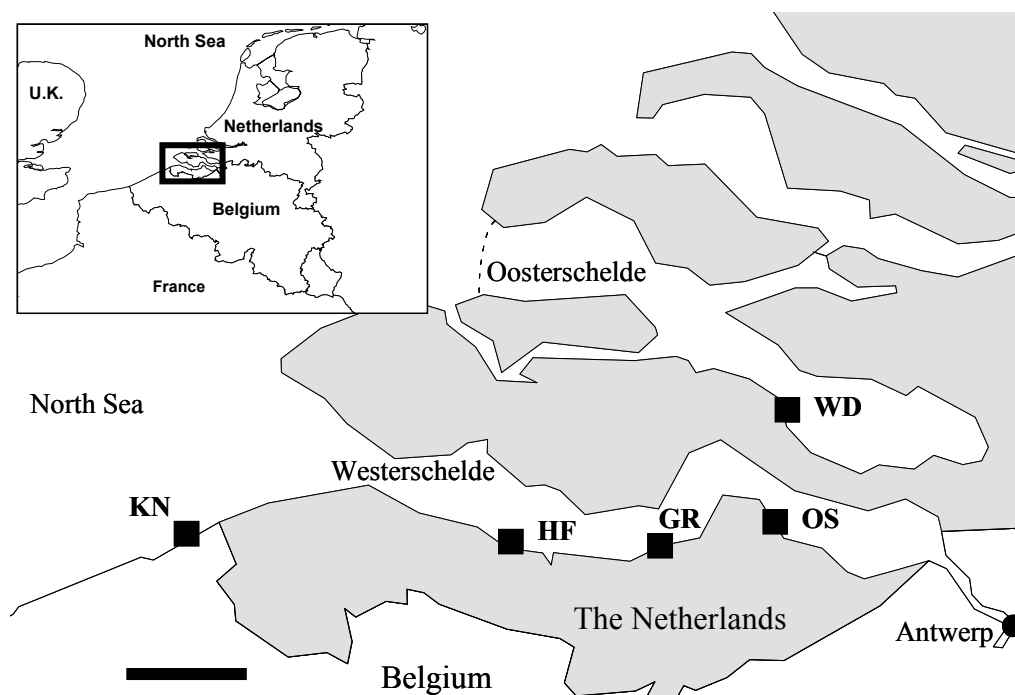 North Sea
U.K.
Netherlands
Belgium
France
Oosterschelde
North Sea
WD
Westerschelde
KN
HF
GR
OS
The Netherlands
Antwerp
Belgium